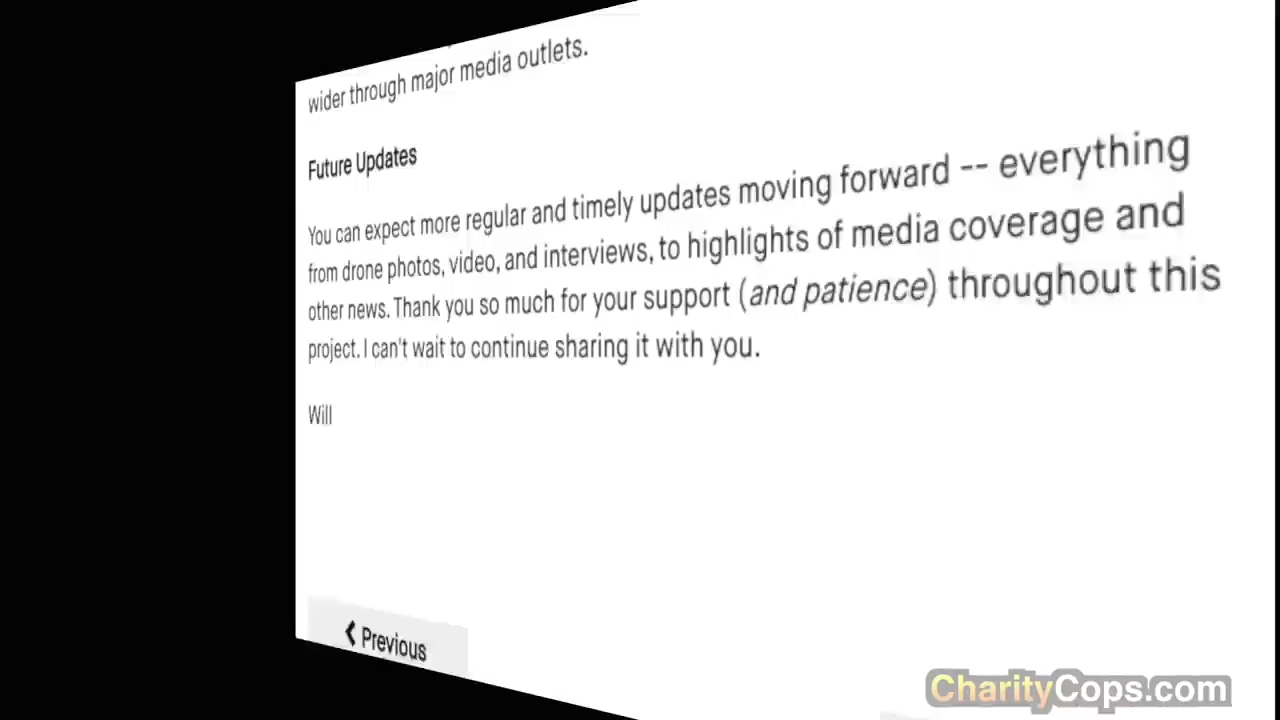 wider through major media outlets.
Future Updates
You can expect more regular and timely updates moving forward -- everything
from drone photos, video, and interviews, to highlights of media coverage and
other news. Thank you so much for your support (and patience) throughout this
project. I can't wait to continue sharing it with you.
Will
Previous
CharityCops.com